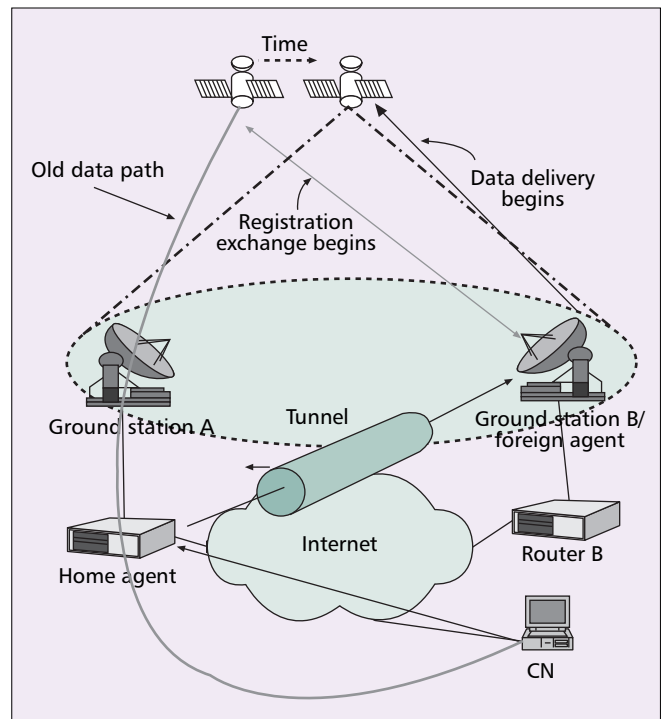 Time
Old data path
Data delivery
begins
Registration
exchange begins
Tunnel
Ground station A
Ground station B/
foreign agent
Internet
Home agent
Router B
CN